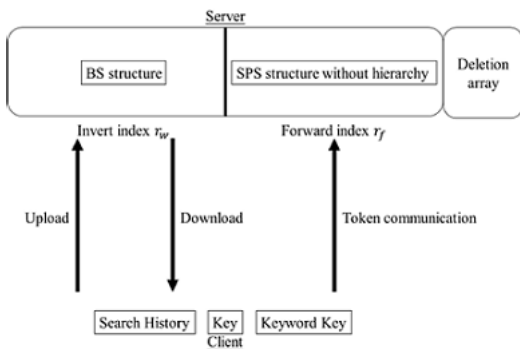 Server
BS structure
SPS structure without hierarchy
Deletion
array
Invert index r_w
Forward index r_f
Upload
Download
Token communication
Search History
Key
Keyword Key
Client